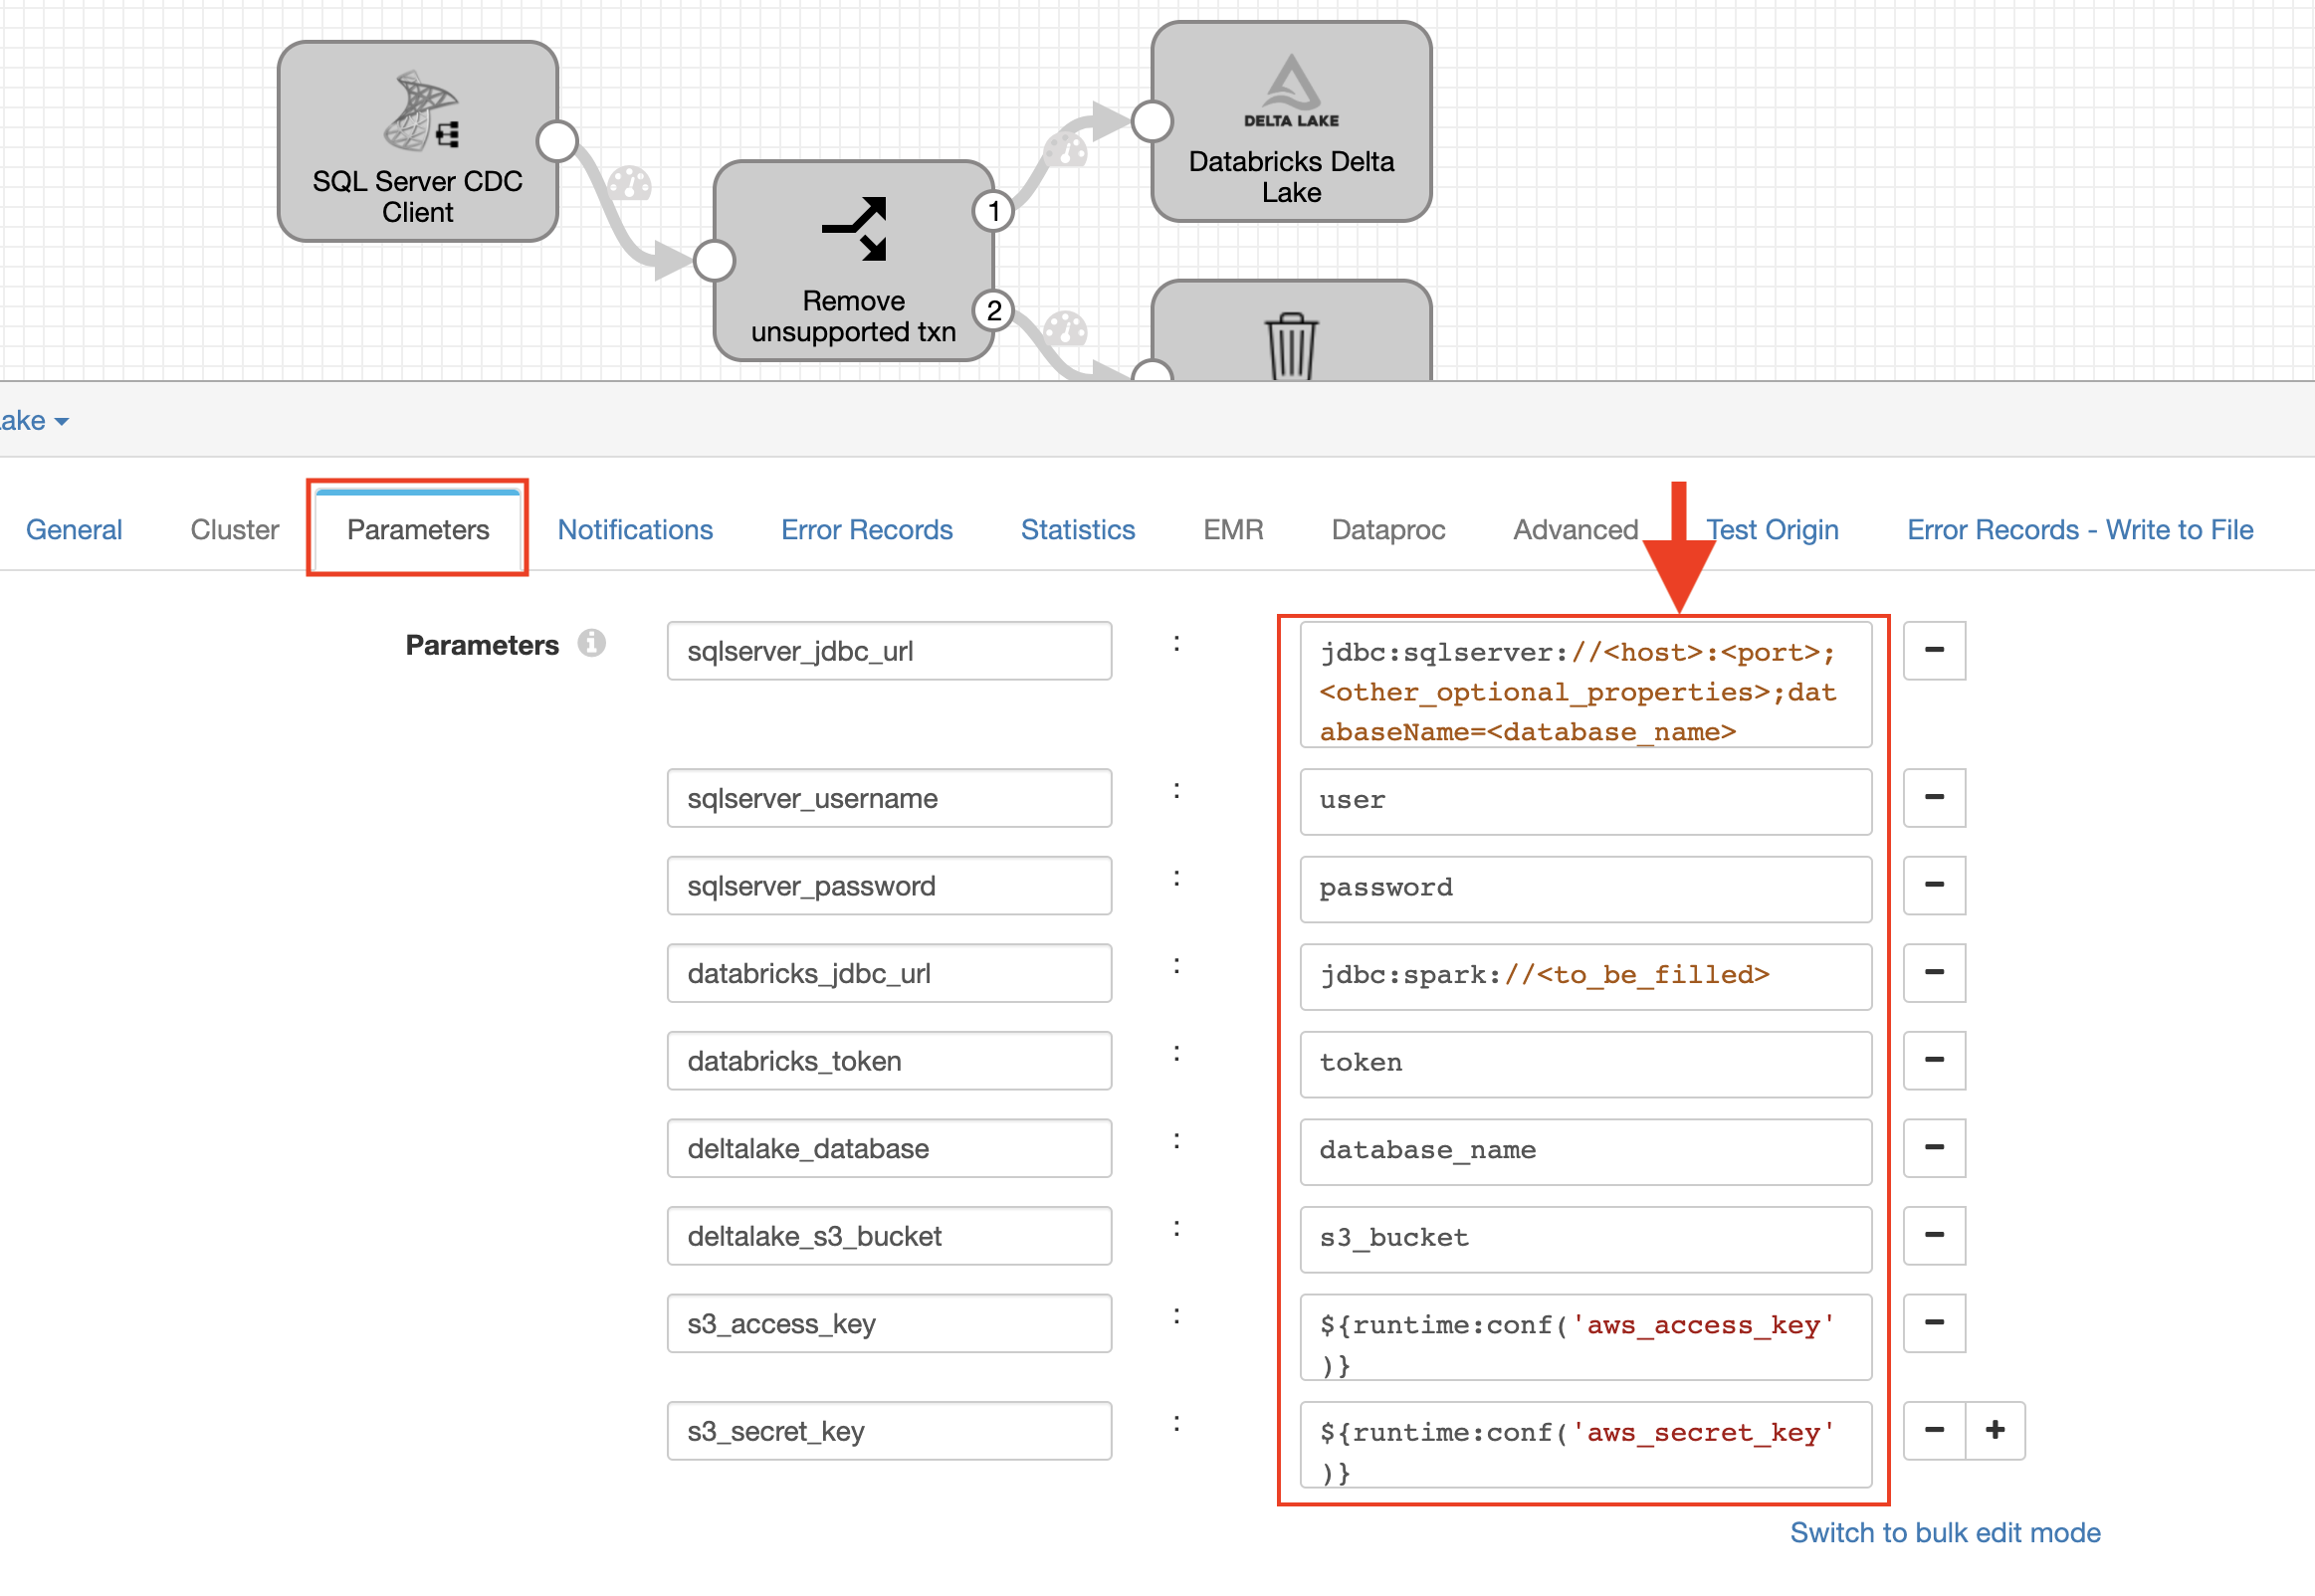 SQL Server CDC
Client
Remove
unsupported txn
1
2
DELTA LAKE
Databricks Delta
Lake
Lake
General
Cluster
Parameters
Notifications
Error Records
Statistics
EMR
Dataproc
Advanced
Test Origin
Error Records - Write to File
Parameters
sqlserver_jdbc_url
:
jdbc:sqlserver://<host>:<port>;
<other_optional_properties>;dat
abaseName=<database_name>
sqlserver_username
:
user
sqlserver_password
:
password
databricks_jdbc_url
:
jdbc:spark://<to_be_filled>
databricks_token
:
token
deltalake_database
:
database_name
deltalake_s3_bucket
:
s3_bucket
s3_access_key
:
${runtime:conf('aws_access_key'
)}
s3_secret_key
:
${runtime:conf('aws_secret_key'
)}
Switch to bulk edit mode